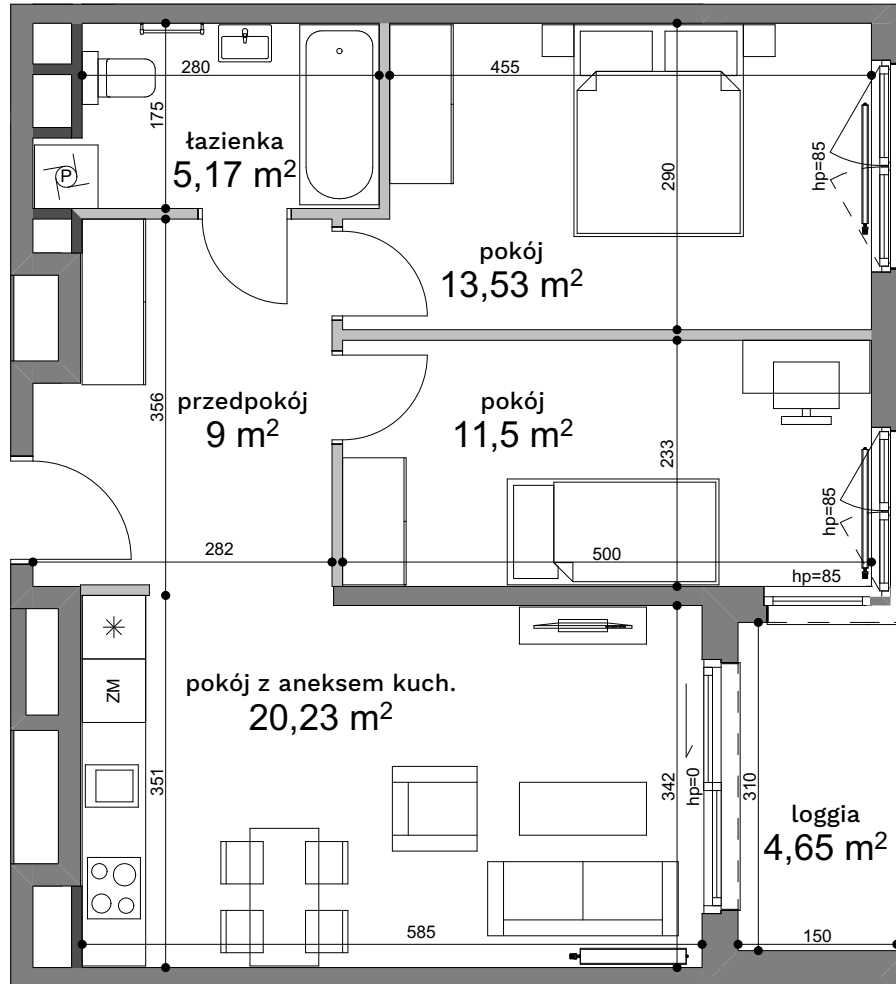 280
455
175
łazienka
5,17 m²
P
290
hp=85
pokój
13,53 m²
356
przedpokój
9 m²
pokój
11,5 m²
233
hp=85
282
500
hp=85
ZM
pokój z aneksem kuch.
20,23 m²
351
342
hp=0
310
loggia
4,65 m²
585
150